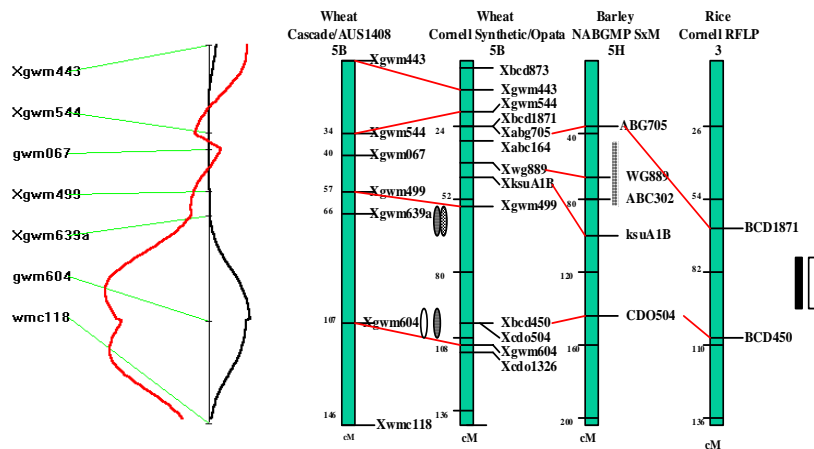 Xgwm443
Xgwm544
gwm067
Xgwm499
Xgwm639a
gwm604
wmc118
Wheat
Cascade/AUS1408
5B
Xgwm443
34
Xgwm544
40
Xgwm067
57
Xgwm499
66
Xgwm639a
107
Xgwm604
146
Xwmc118
cM
Wheat
Cornell Synthetic/Opata
5B
Xbcd873
Xgwm443
Xgwm544
Xbcd1871
24
Xabg705
Xabc164
Xwg889
XksuA1B
52
Xgwm499
80
Xbcd450
Xcdo504
108
Xgwm604
Xcdo1326
136
cM
Barley
NABGMP SxM
5H
ABG705
40
WG889
ABC302
80
ksuA1B
120
CDO504
160
200
cM
Rice
Cornell RFLP
3
26
54
BCD1871
82
BCD450
110
136
cM